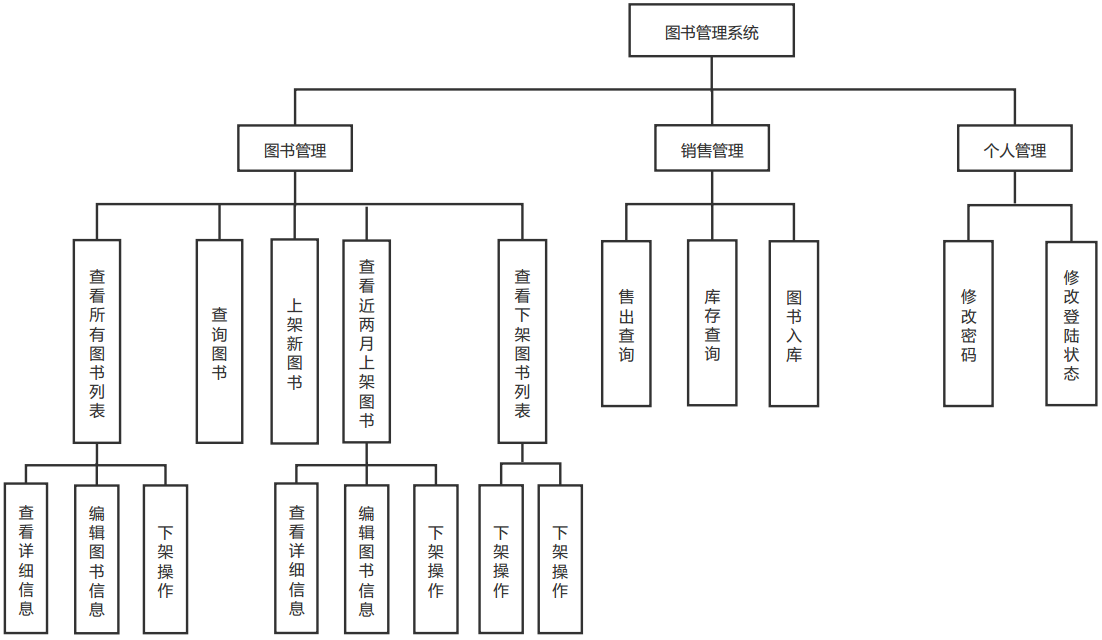 图书管理系统
图书管理
销售管理
个人管理
查看所有图书列表
查询图书
上架新图书
查看近两月上架图书
查看下架图书列表
售出查询
库存查询
图书入库
修改密码
修改登陆状态
查看详细信息
编辑图书信息
下架操作
查看详细信息
编辑图书信息
下架操作
下架操作
下架操作